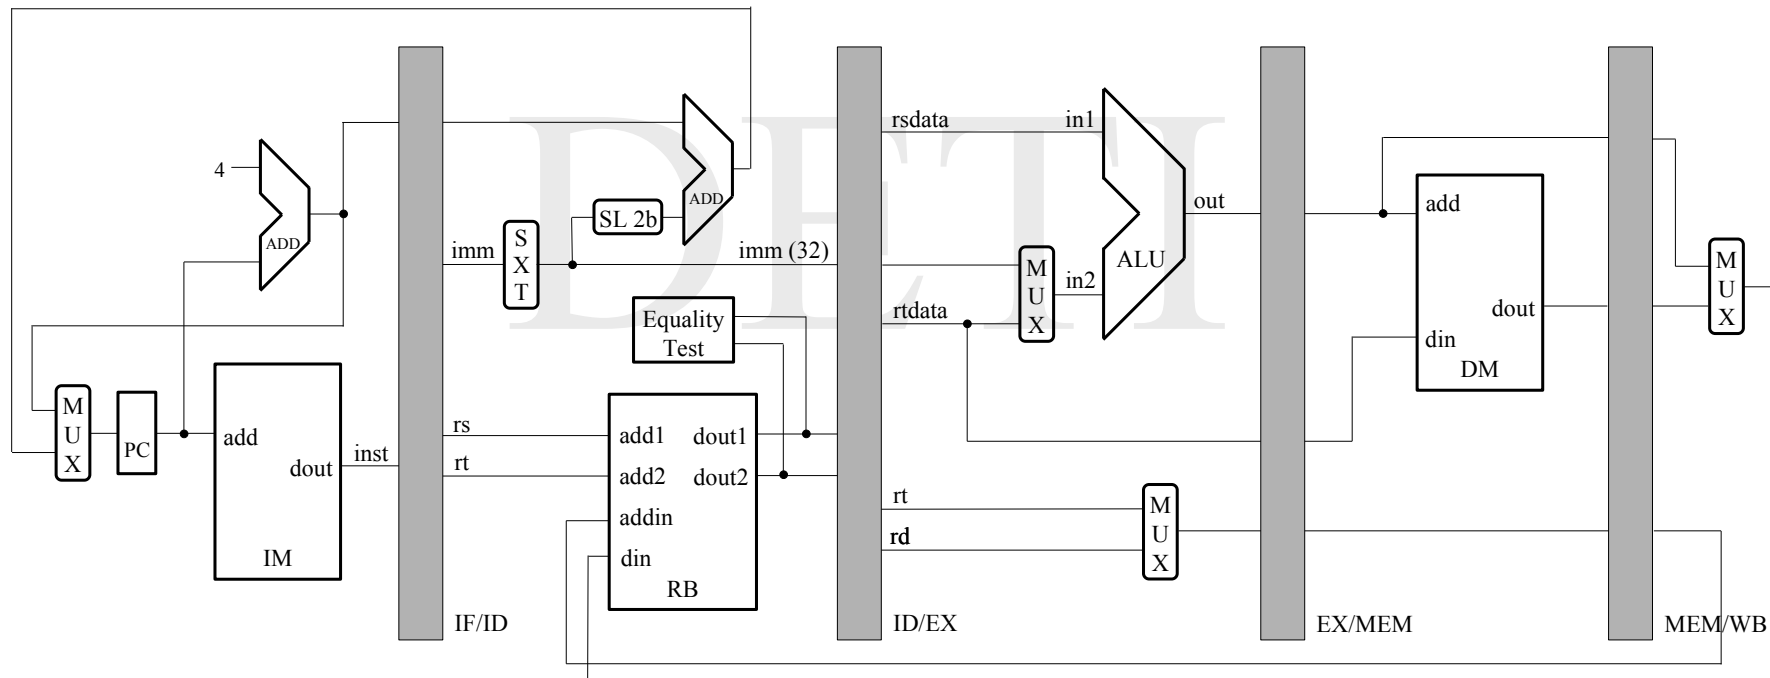 DETI
4
ADD
M
U
X
PC
add
dout
IM
inst
IF/ID
imm
S
X
T
SL 2b
ADD
imm (32)
Equality
Test
rs
rt
add1
add2
addin
din
dout1
dout2
RB
ID/EX
rsdata
rtdata
M
U
X
in1
in2
ALU
out
rt
rd
M
U
X
EX/MEM
add
din
dout
DM
MEM/WB
M
U
X